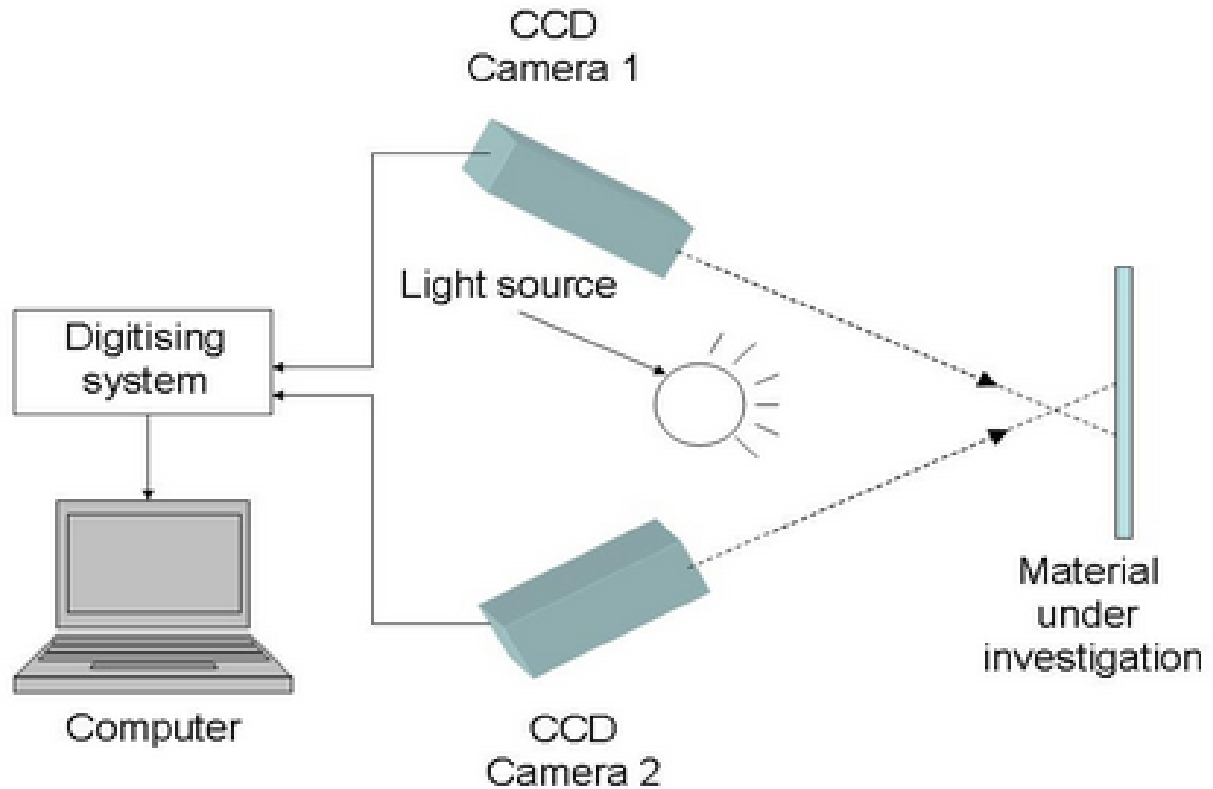 CCD
Camera 1
Light source
Digitising
system
Computer
CCD
Camera 2
Material
under
investigation